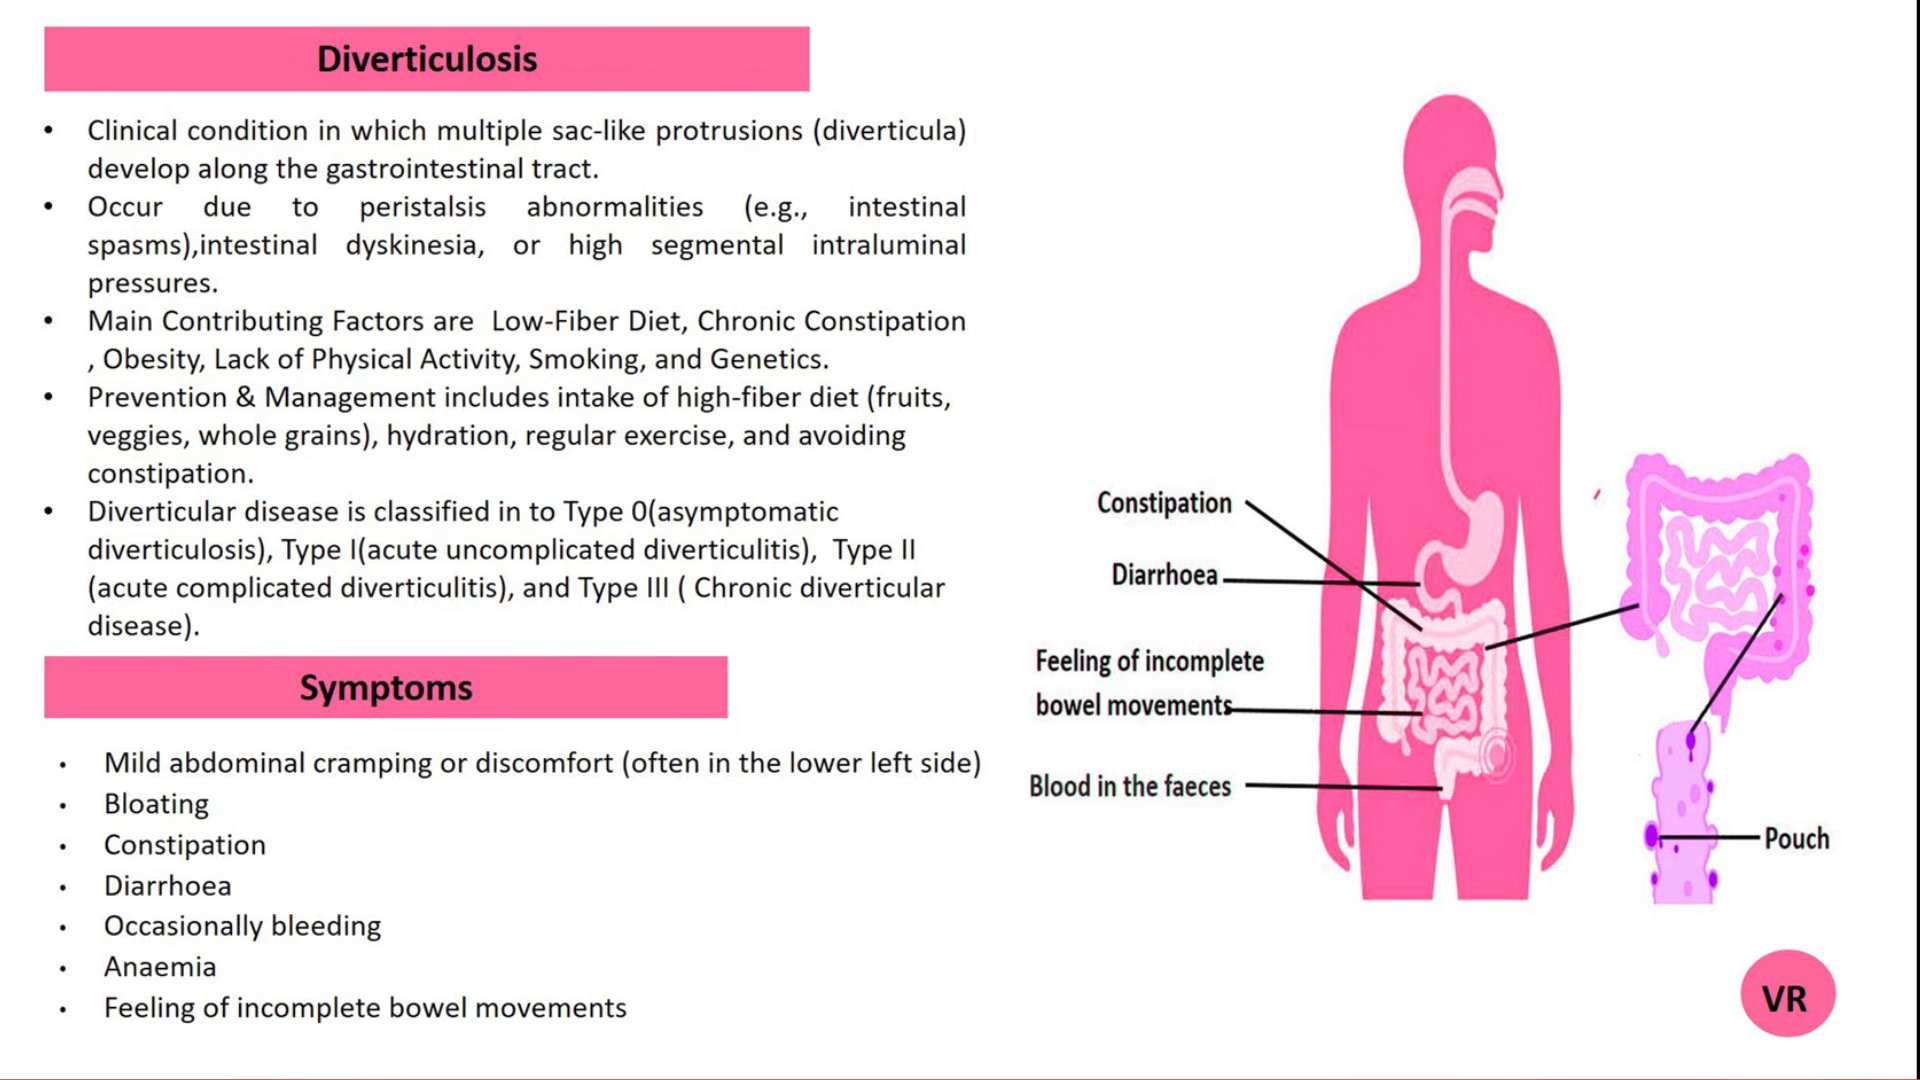 Diverticulosis
• Clinical condition in which multiple sac-like protrusions (diverticula)
develop along the gastrointestinal tract.
• Occur due to peristalsis abnormalities (e.g., intestinal
spasms),intestinal dyskinesia, or high segmental intraluminal
pressures.
• Main Contributing Factors are Low-Fiber Diet, Chronic Constipation
, Obesity, Lack of Physical Activity, Smoking, and Genetics.
• Prevention & Management includes intake of high-fiber diet (fruits,
veggies, whole grains), hydration, regular exercise, and avoiding
constipation.
• Diverticular disease is classified in to Type 0(asymptomatic
diverticulosis), Type I(acute uncomplicated diverticulitis), Type II
(acute complicated diverticulitis), and Type III ( Chronic diverticular
disease).
Symptoms
• Mild abdominal cramping or discomfort (often in the lower left side)
• Bloating
• Constipation
• Diarrhoea
• Occasionally bleeding
• Anaemia
• Feeling of incomplete bowel movements
Constipation
Diarrhoea
Feeling of incomplete
bowel movements
Blood in the faeces
Pouch
VR